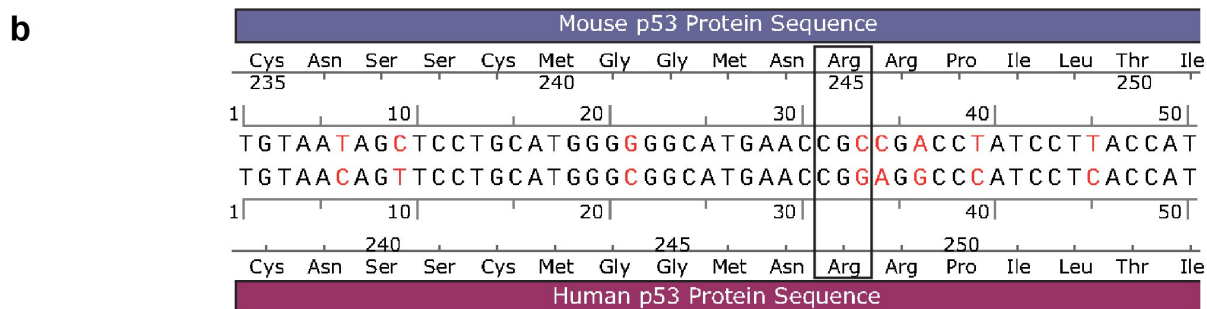 b
Mouse p53 Protein Sequence
Cys Asn Ser Ser Cys Met Gly Gly Met Asn Arg Arg Pro Ile Leu Thr Ile
235 240 245 250
1 10 20 30 40 50
TGTAATAGCTCCTGCATGGGGGGCATGAACCGCCGACCTATCCTTACCAT
TGTAACAGTTCCTGCATGGGCGGCATGAACCGGAGGCCCATCCTCACCAT
1 10 20 30 40 50
240 245 250
Cys Asn Ser Ser Cys Met Gly Gly Met Asn Arg Arg Pro Ile Leu Thr Ile
Human p53 Protein Sequence